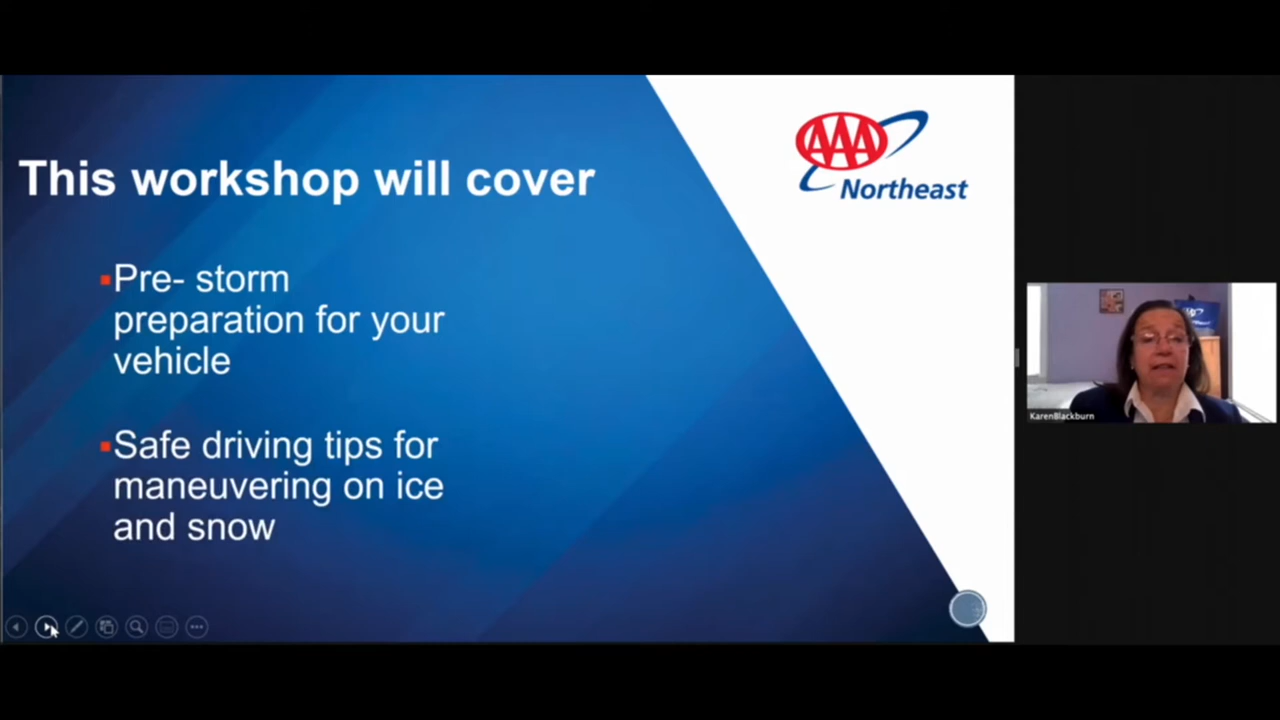 This workshop will cover
▪Pre- storm
preparation for your
vehicle
▪Safe driving tips for
maneuvering on ice
and snow
AAA
Northeast
KarenBlackburn